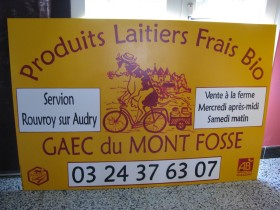 Produits Laitiers Frais Bio
Servion
Rouvroy sur Audry
Vente à la ferme
Mercredi après-midi
Samedi matin
GAEC du MONT FOSSE
03 24 37 63 07
AB